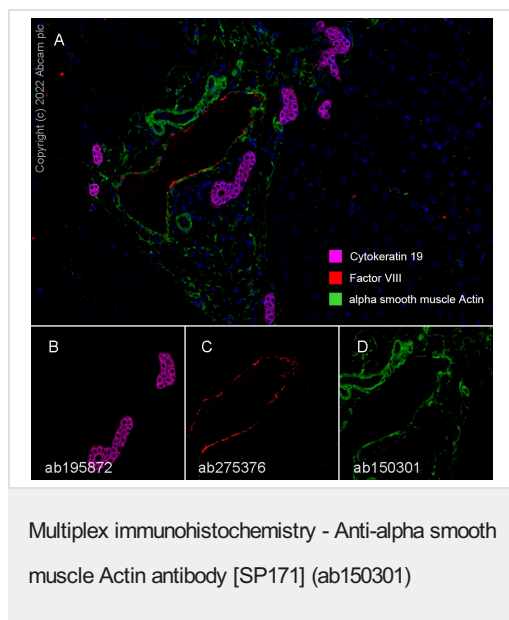 A
Copyright (c) 2022 Abcam plc
Cytokeratin 19
Factor VIII
alpha smooth muscle Actin
B
ab195872
C
ab275376
D
ab150301
Multiplex immunohistochemistry - Anti-alpha smooth
muscle Actin antibody [SP171] (ab150301)